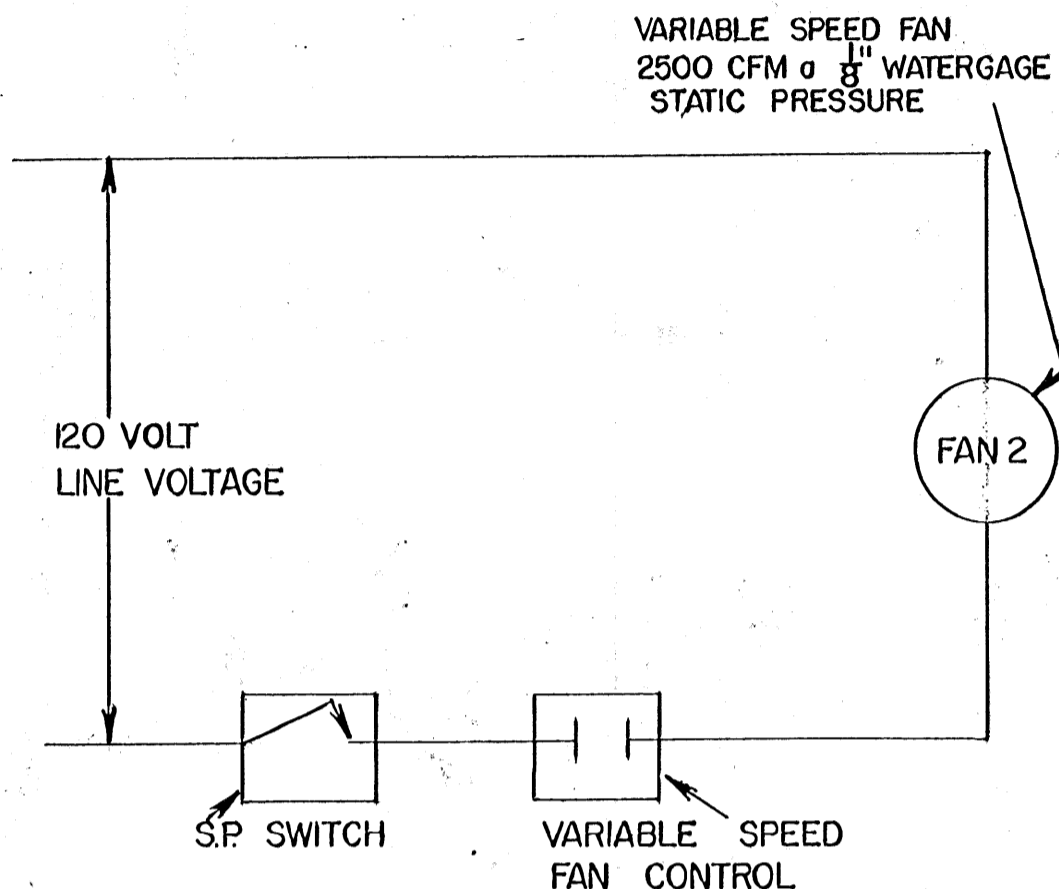 VARIABLE SPEED FAN
2500 CFM a 1/8" WATERGAGE
STATIC PRESSURE
120 VOLT
LINE VOLTAGE
FAN 2
S.P. SWITCH
VARIABLE SPEED
FAN CONTROL